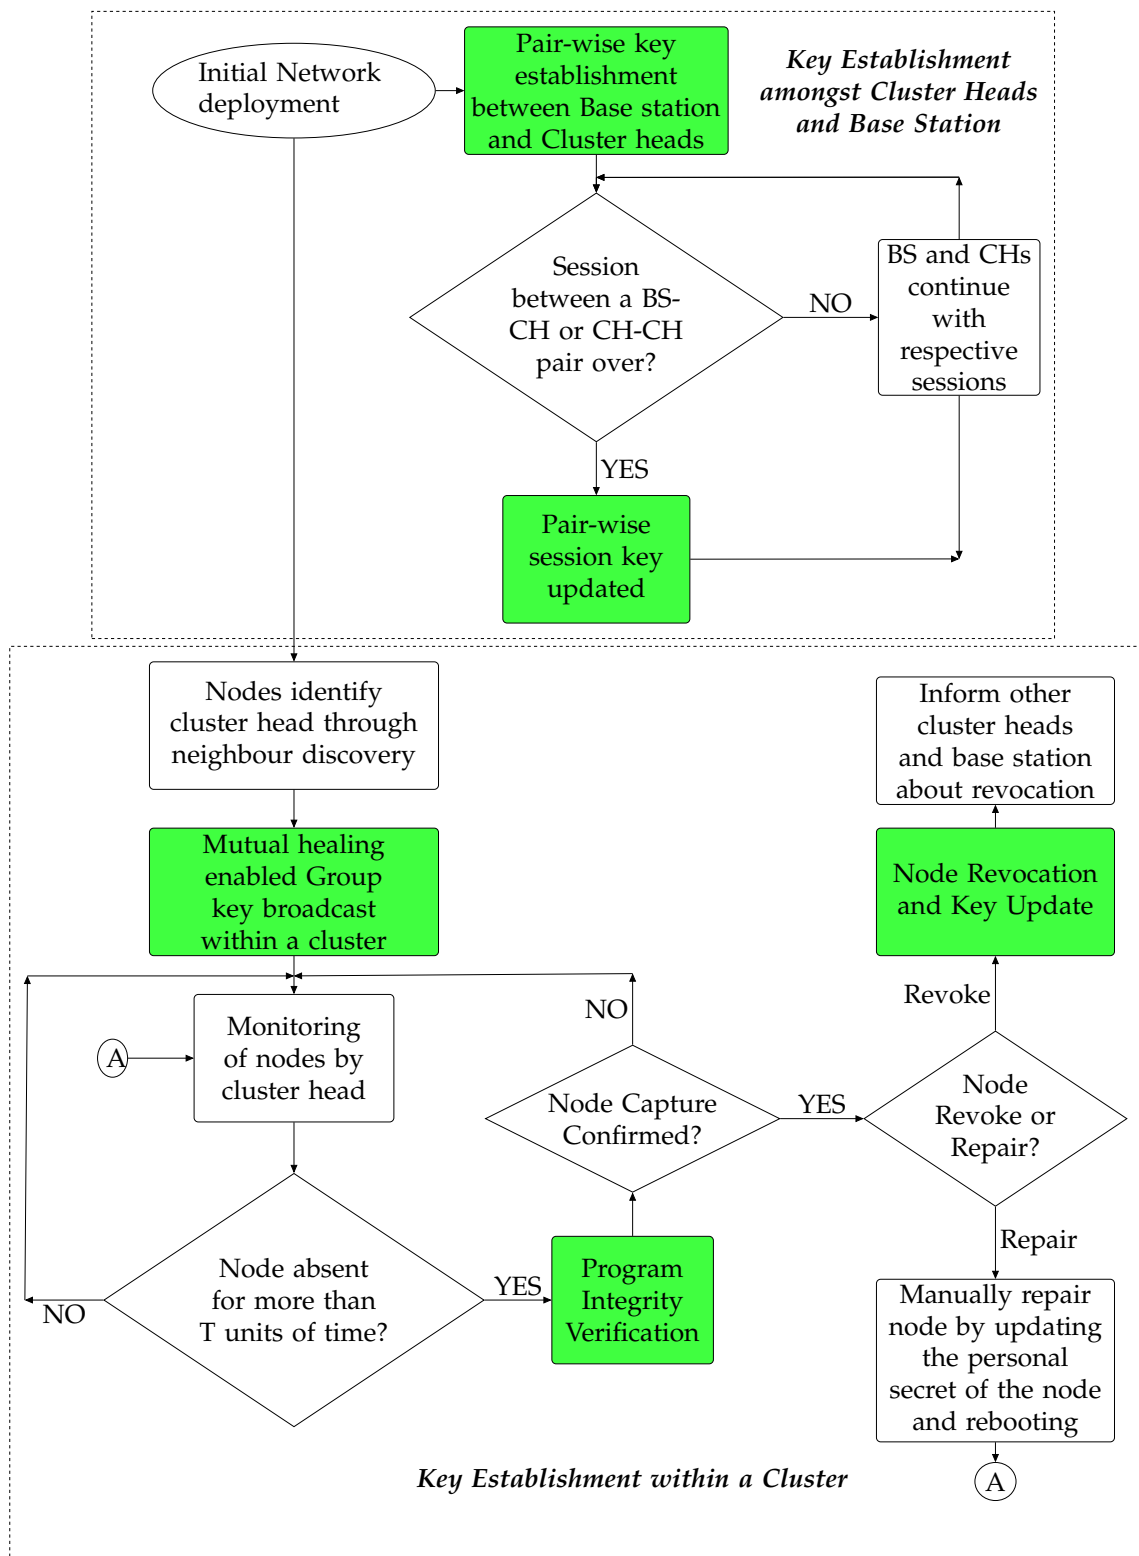 Initial Network
deployment
Pair-wise key
establishment
between Base station
and Cluster heads
Key Establishment
amongst Cluster Heads
and Base Station
Session
between a BS-
CH or CH-CH
pair over?
NO
BS and CHs
continue
with
respective
sessions
YES
Pair-wise
session key
updated
Nodes identify
cluster head through
neighbour discovery
Mutual healing
enabled Group
key broadcast
within a cluster
Monitoring
of nodes by
cluster head
A
Node absent
for more than
T units of time?
NO
YES
Program
Integrity
Verification
Node Capture
Confirmed?
NO
YES
Node
Revoke or
Repair?
Revoke
Node Revocation
and Key Update
Inform other
cluster heads
and base station
about revocation
Repair
Manually repair
node by updating
the personal
secret of the node
and rebooting
A
Key Establishment within a Cluster